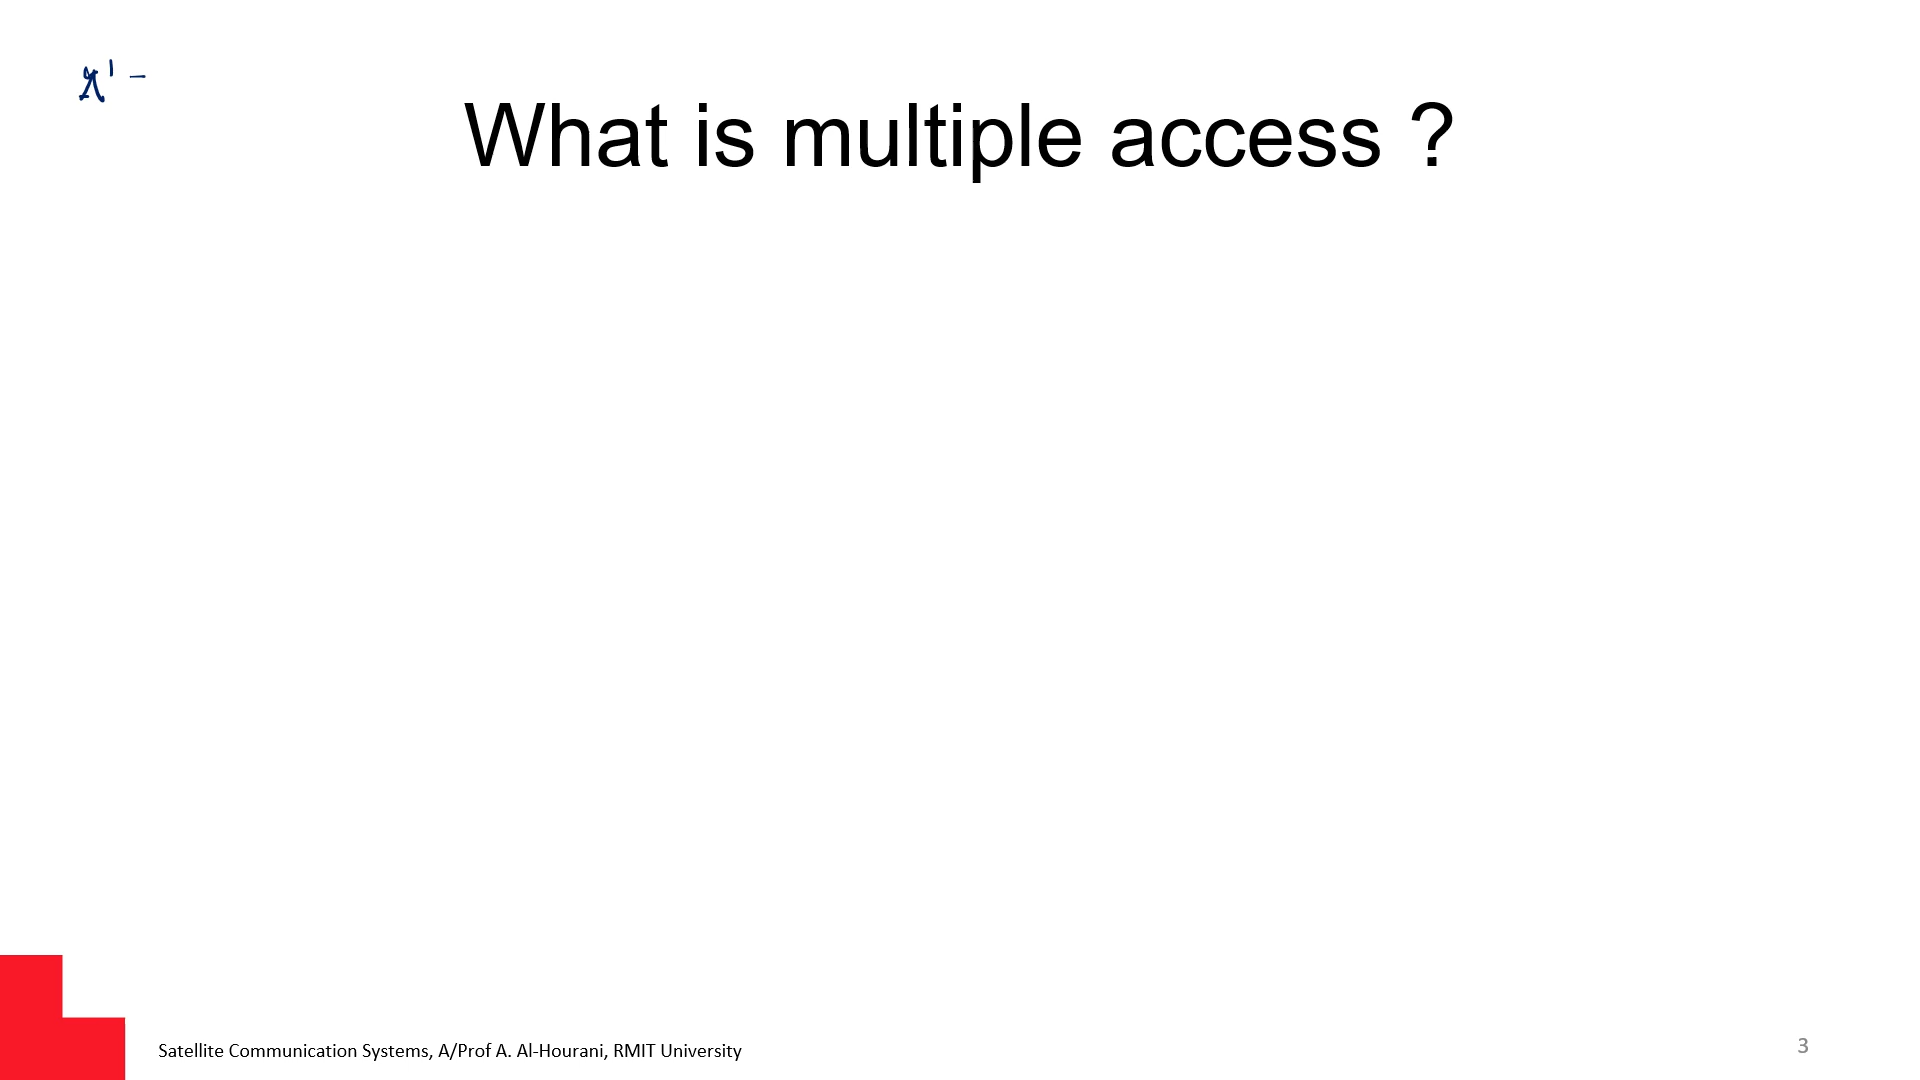 What is multiple access ?
Satellite Communication Systems, A/Prof A. Al-Hourani, RMIT University
3